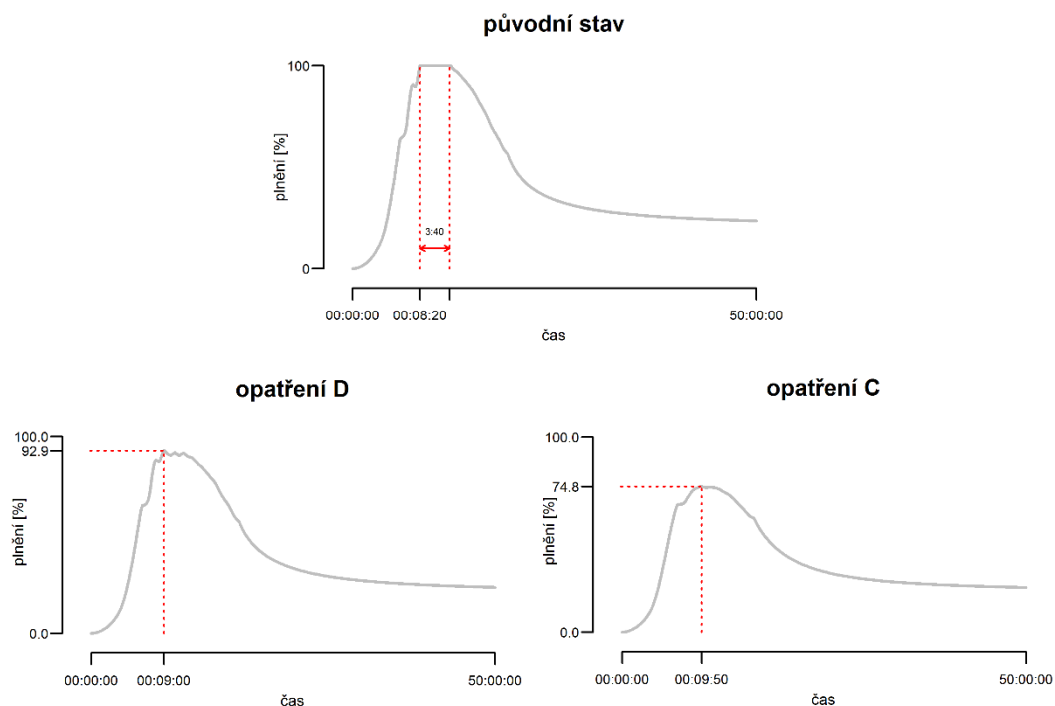 původní stav
100
plnění [%]
3:40
0
00:00:00 00:08:20 50:00:00
čas
opatření D
100.0
92.9
plnění [%]
0.0
00:00:00 00:09:00 50:00:00
čas
opatření C
100.0
74.8
plnění [%]
0.0
00:00:00 00:09:50 50:00:00
čas